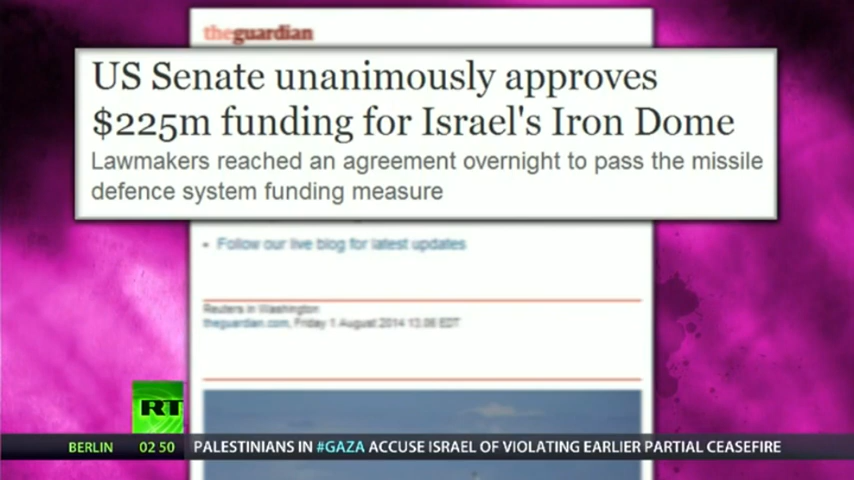 theguardian
US Senate unanimously approves
$225m funding for Israel's Iron Dome
Lawmakers reached an agreement overnight to pass the missile
defence system funding measure
Follow our live blog for latest updates
Reuters in Washington
theguardian.com, Friday 1 August 2014 13.06 EDT
RT
BERLIN 02 50 PALESTINIANS IN #GAZA ACCUSE ISRAEL OF VIOLATING EARLIER PARTIAL CEASEFIRE